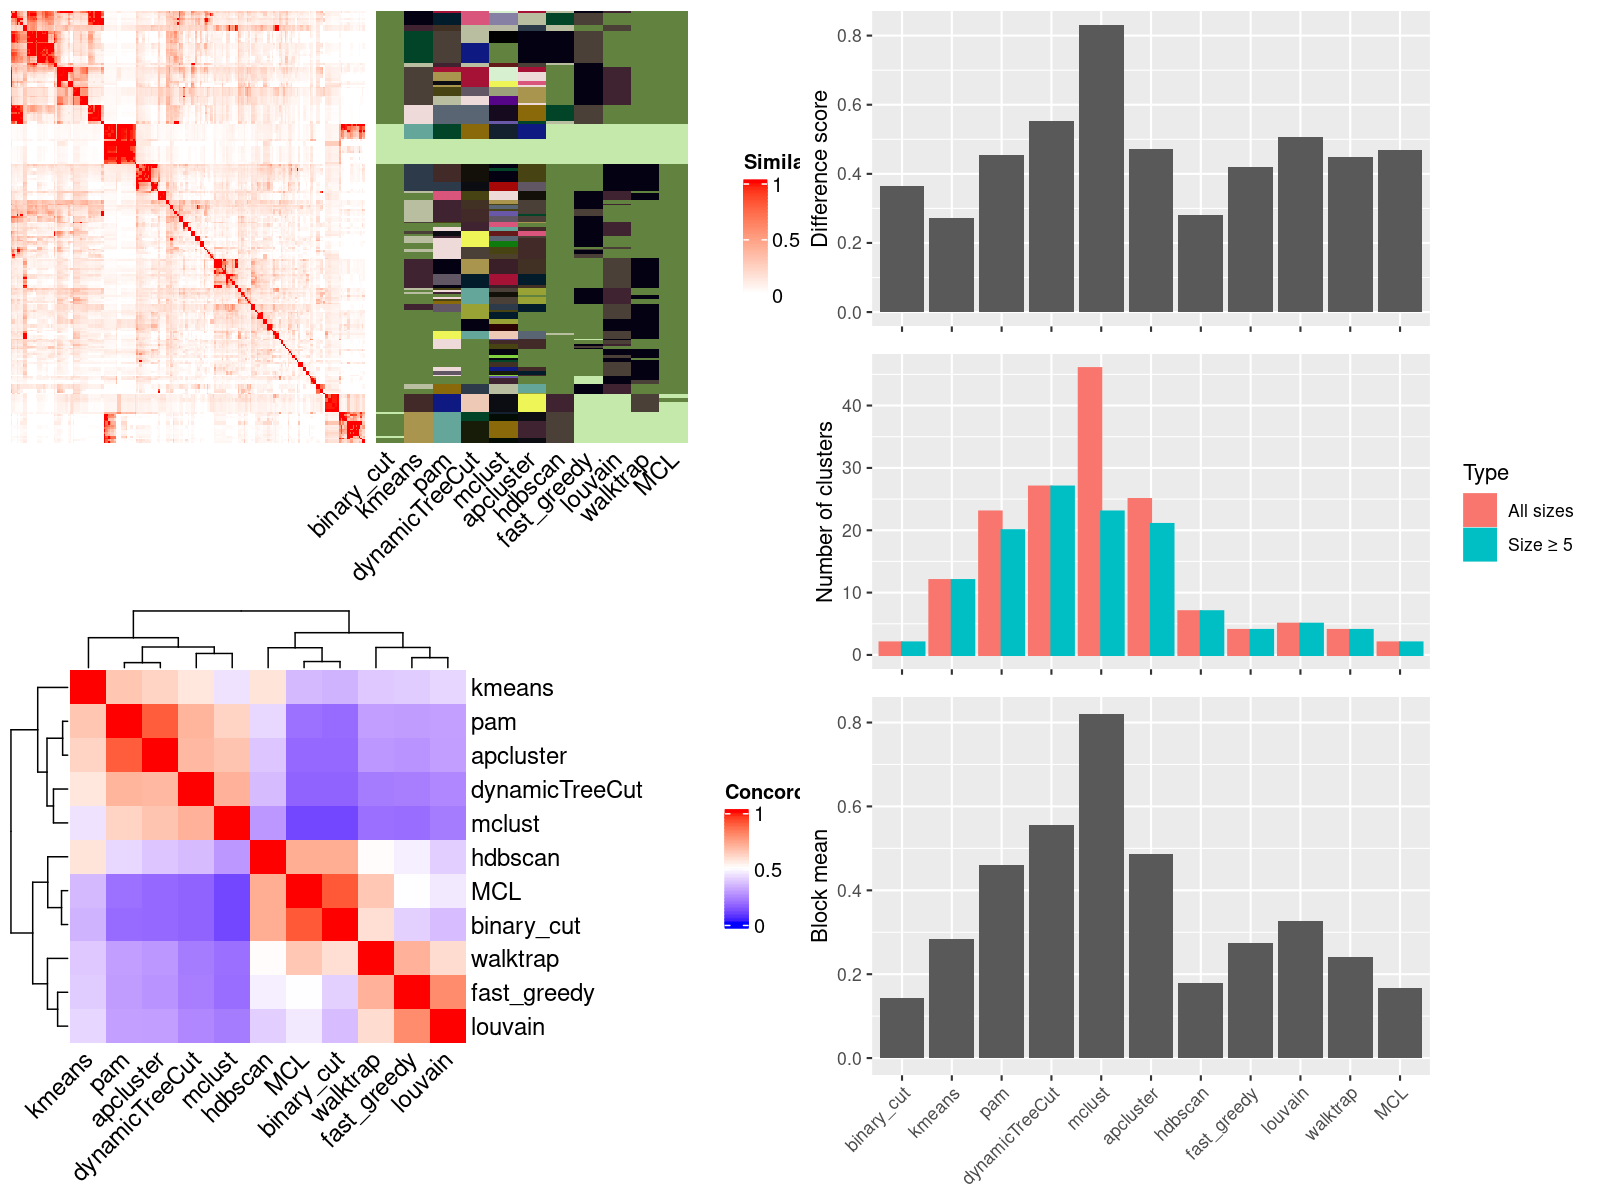 Simila
1
0.5
0
binary_cut
kmeans
pam
dynamicTreeCut
mclust
apcluster
hdbscan
fast_greedy
louvain
walktrap
MCL
Difference score
0.8
0.6
0.4
0.2
0.0
Number of clusters
40
30
20
10
0
Type
All sizes
Size ≥ 5
kmeans
pam
apcluster
dynamicTreeCut
mclust
hdbscan
MCL
binary_cut
walktrap
fast_greedy
louvain
kmeans
pam
apcluster
dynamicTreeCut
mclust
hdbscan
MCL
binary_cut
walktrap
fast_greedy
louvain
Concord
1
0.5
0
Block mean
0.8
0.6
0.4
0.2
0.0
binary_cut
kmeans
pam
dynamicTreeCut
mclust
apcluster
hdbscan
fast_greedy
louvain
walktrap
MCL